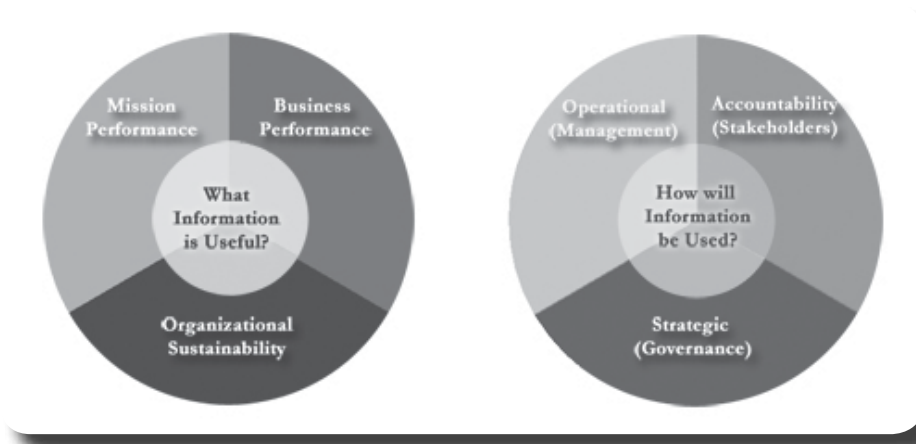 Mission
Performance
Business
Performance
What
Information
is Useful?
Organizational
Sustainability
Operational
(Management)
Accountability
(Stakeholders)
How will
Information
be Used?
Strategic
(Governance)